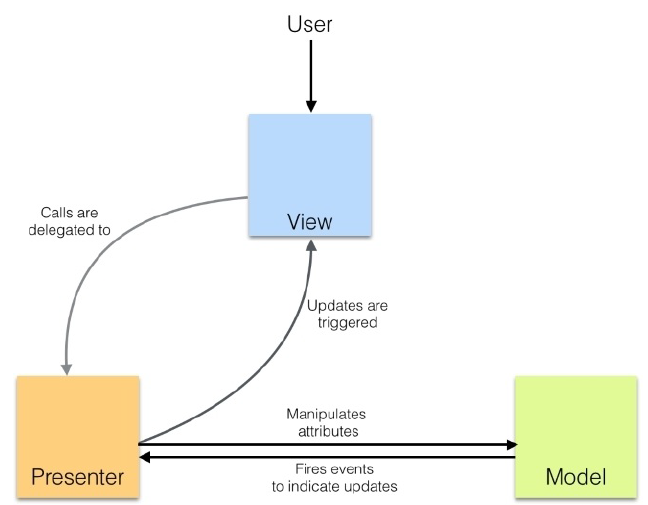 User
View
Calls are
delegated to
Updates are
triggered
Presenter
Manipulates
attributes
Fires events
to indicate updates
Model